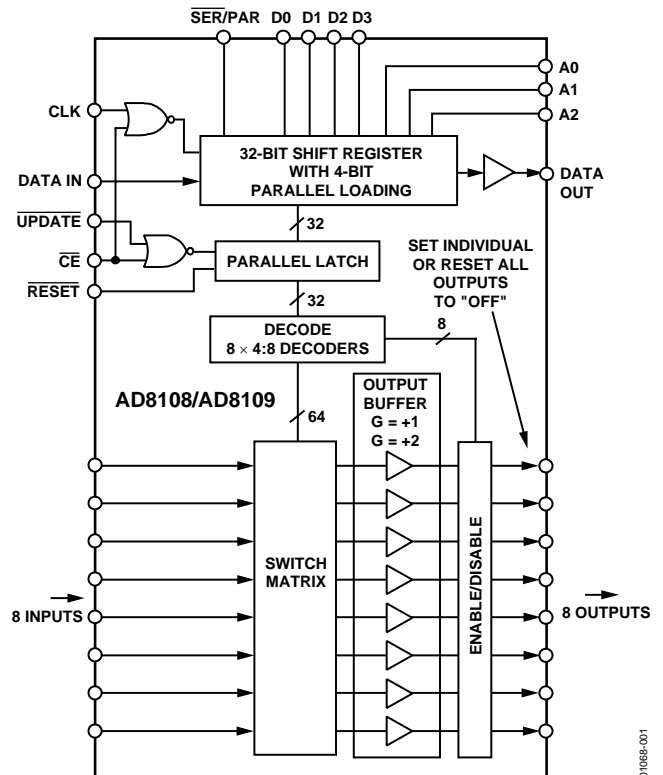 SER/PAR D0 D1 D2 D3
A0
A1
A2
CLK
32-BIT SHIFT REGISTER
WITH 4-BIT
PARALLEL LOADING
DATA IN
DATA
OUT
UPDATE
CE
RESET
32
PARALLEL LATCH
SET INDIVIDUAL
OR RESET ALL
OUTPUTS
TO "OFF"
32
DECODE
8 × 4:8 DECODERS
8
AD8108/AD8109
OUTPUT
BUFFER
G = +1
G = +2
64
SWITCH
MATRIX
ENABLE/DISABLE
8 INPUTS
8 OUTPUTS
01068-001